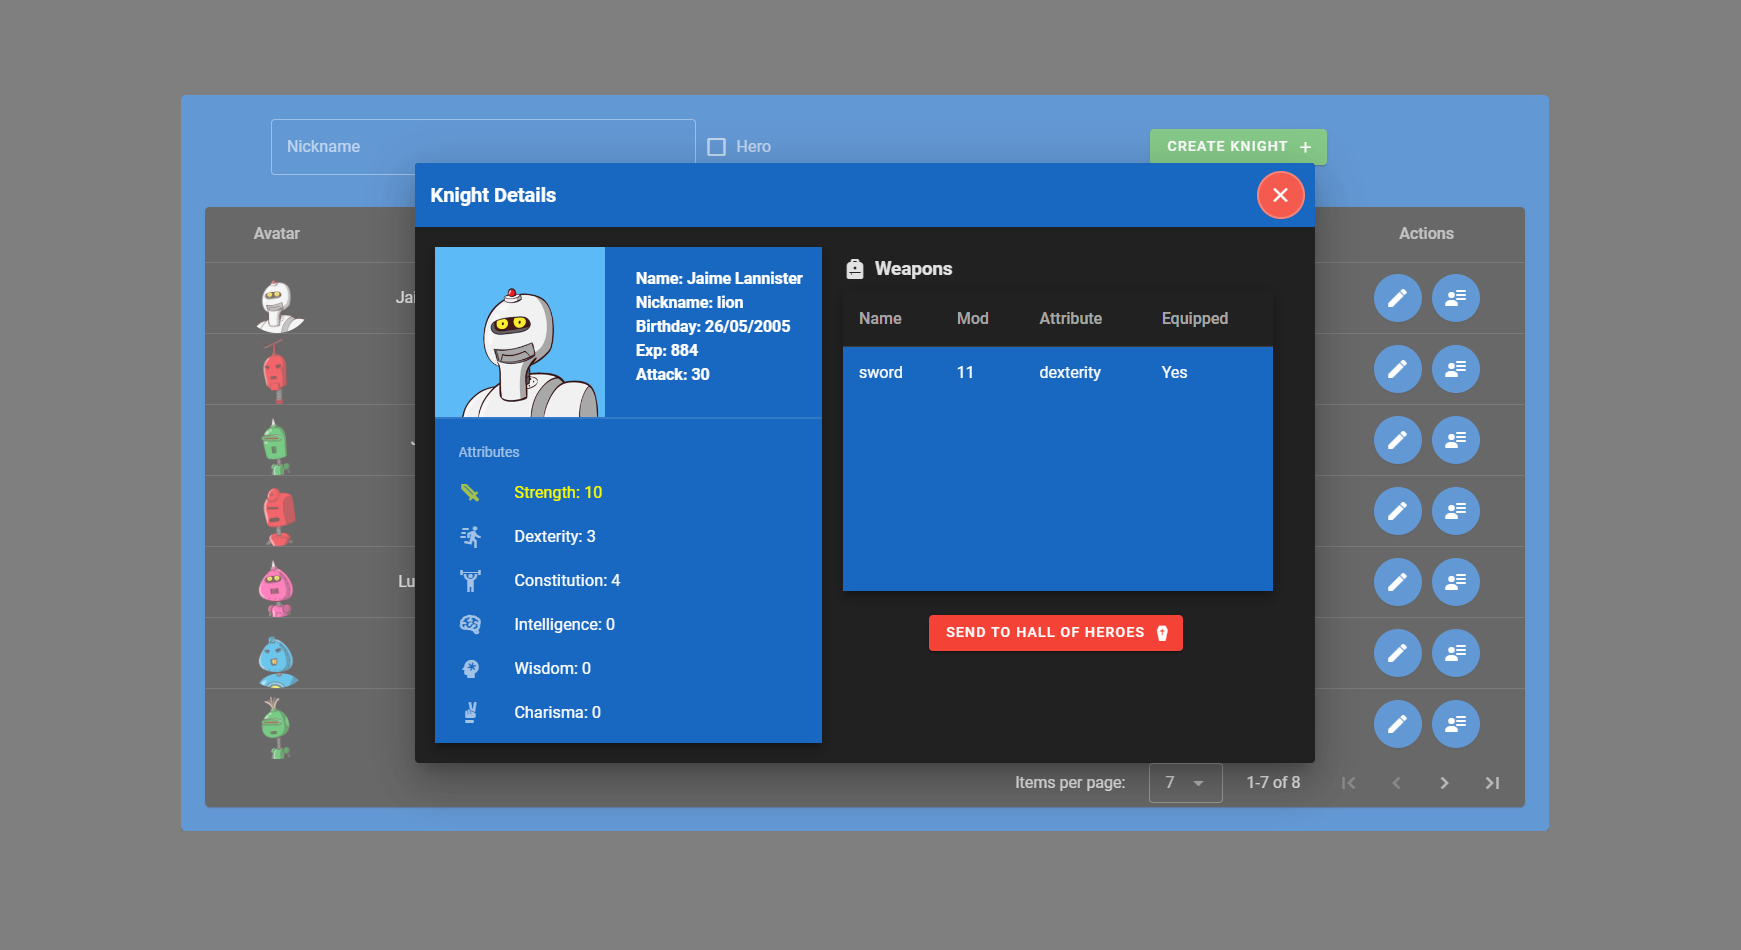 Nickname
Hero
CREATE KNIGHT +
Knight Details
Avatar
Actions
Name: Jaime Lannister
Nickname: lion
Birthday: 26/05/2005
Exp: 884
Attack: 30
Weapons
Name Mod Attribute Equipped
sword 11 dexterity Yes
Attributes
Strength: 10
Dexterity: 3
Constitution: 4
Intelligence: 0
Wisdom: 0
Charisma: 0
SEND TO HALL OF HEROES
Jai
J
Lu
Items per page: 7 1-7 of 8